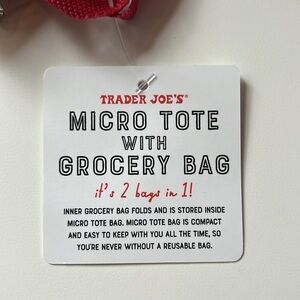 TRADER JOE'S®
MICRO TOTE
WITH
GROCERY BAG
it's 2 bags in 1!
INNER GROCERY BAG FOLDS AND IS STORED INSIDE
MICRO TOTE BAG. MICRO TOTE BAG IS COMPACT
AND EASY TO KEEP WITH YOU ALL THE TIME, SO
YOU'RE NEVER WITHOUT A REUSABLE BAG.